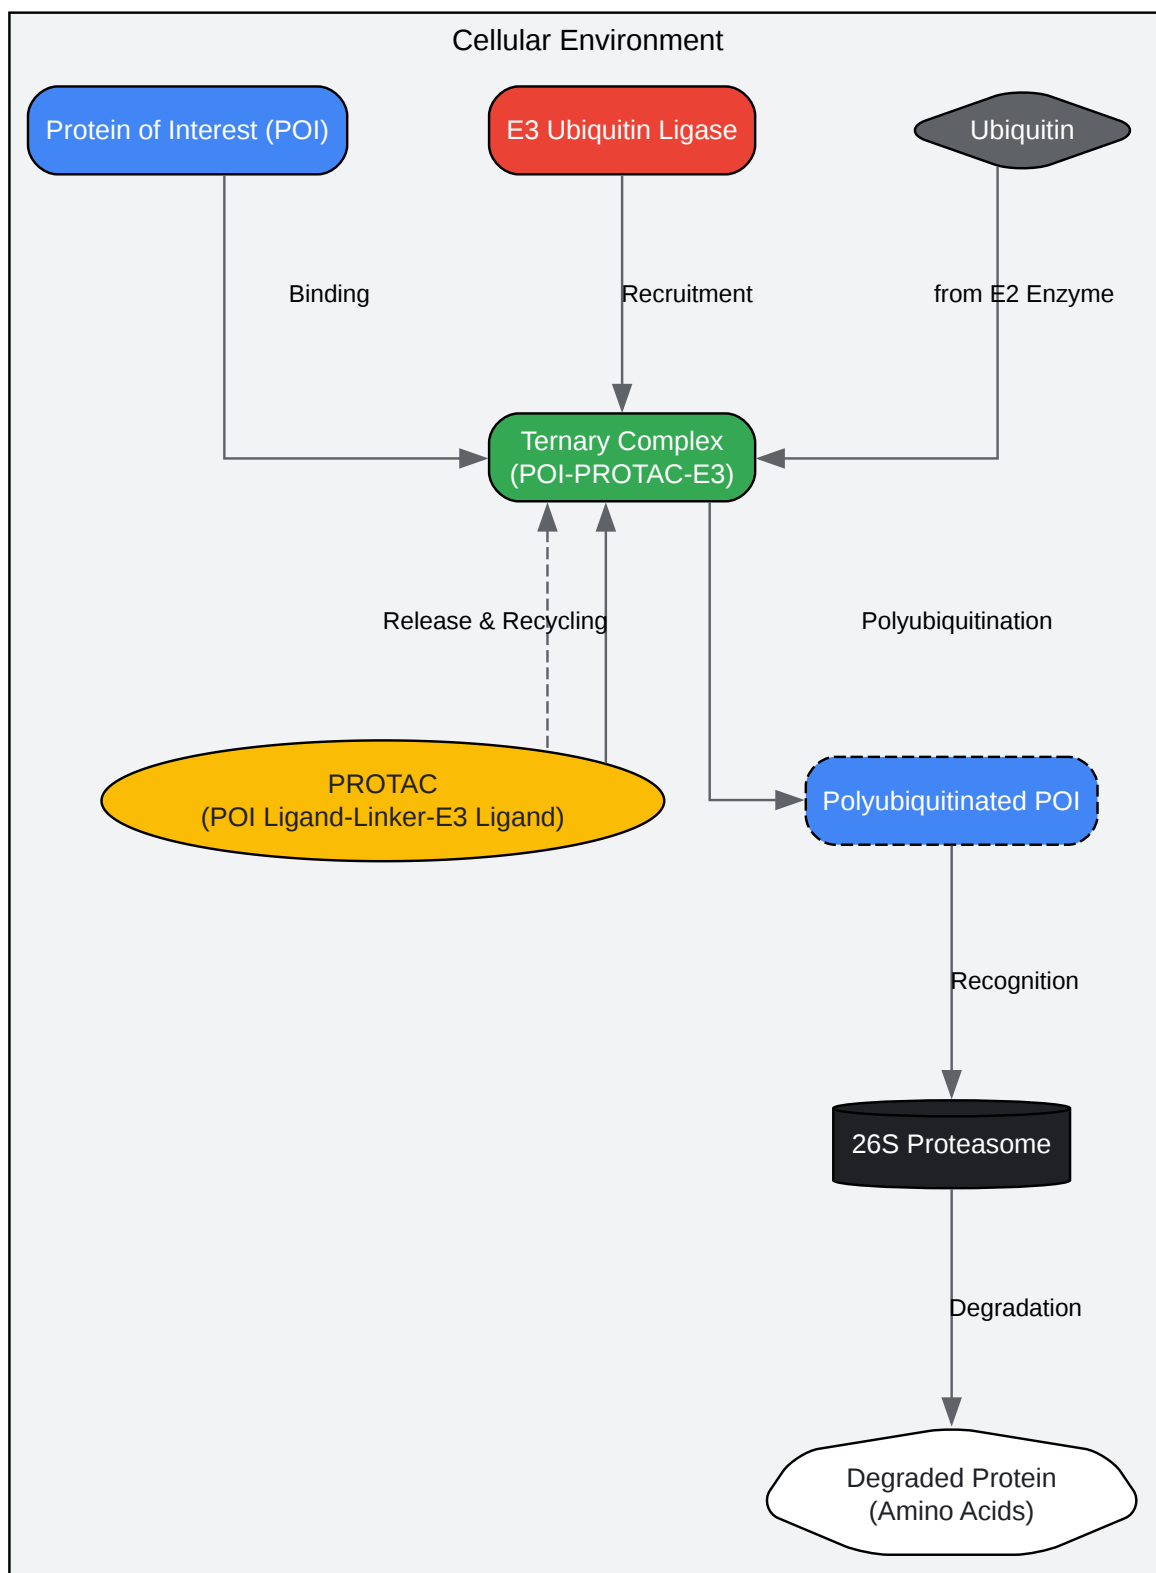 Cellular Environment
Protein of Interest (POI)
E3 Ubiquitin Ligase
Ubiquitin
Binding
Recruitment
from E2 Enzyme
Ternary Complex
(POI-PROTAC-E3)
Release & Recycling
Polyubiquitination
PROTAC
(POI Ligand-Linker-E3 Ligand)
Polyubiquitinated POI
Recognition
26S Proteasome
Degradation
Degraded Protein
(Amino Acids)